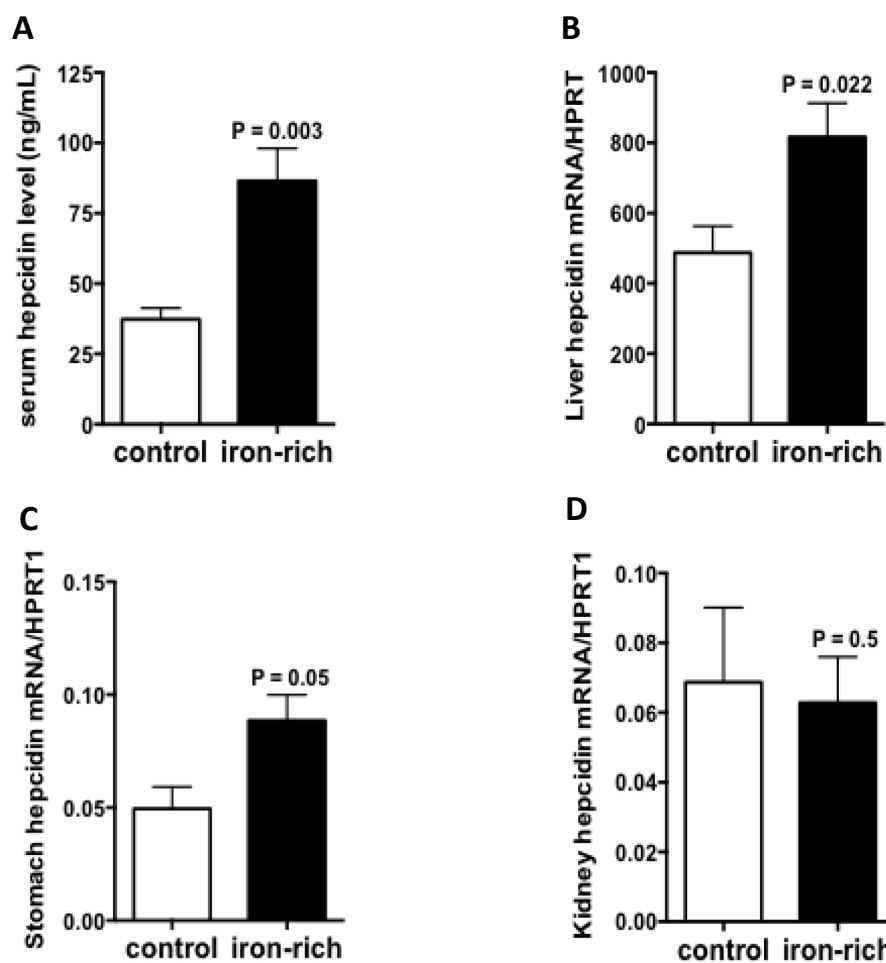 A
serum hepcidin level (ng/mL)
125
100
75
50
25
0
P = 0.003
control iron-rich
B
Liver hepcidin mRNA/HPRT
1000
800
600
400
200
0
P = 0.022
control iron-rich
C
Stomach hepcidin mRNA/HPRT1
0.15
0.10
0.05
0.00
P = 0.05
control iron-rich
D
Kidney hepcidin mRNA/HPRT1
0.10
0.08
0.06
0.04
0.02
0.00
P = 0.5
control iron-rich